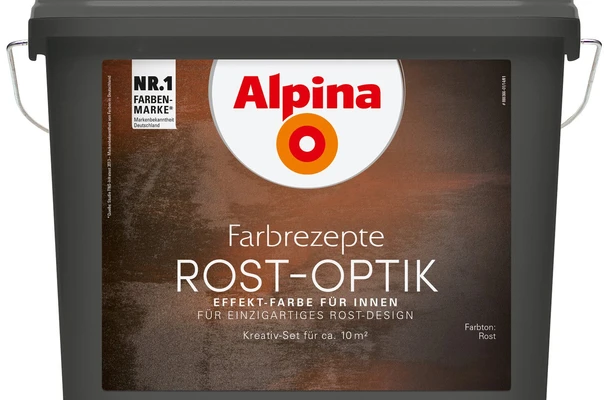 NR.1
FARBEN-
MARKE*
Markenbekanntheit
Deutschland
Alpina
Farbrezepte
ROST-OPTIK
EFFEKT-FARBE FÜR INNEN
FÜR EINZIGARTIGES ROST-DESIGN
Kreativ-Set für ca. 10 m²
Farbton:
Rost